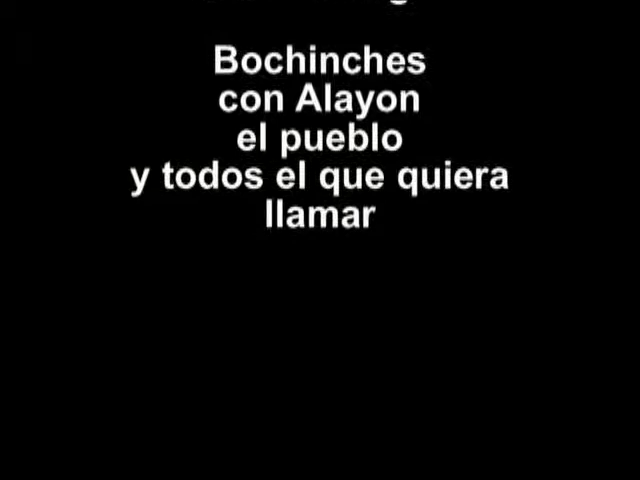 Bochinches
con Alayon
el pueblo
y todos el que quiera
llamar